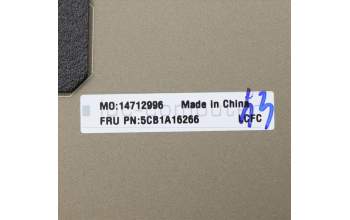 MO:14712996 Made in China
FRU PN:5CB1A16266 LCFC